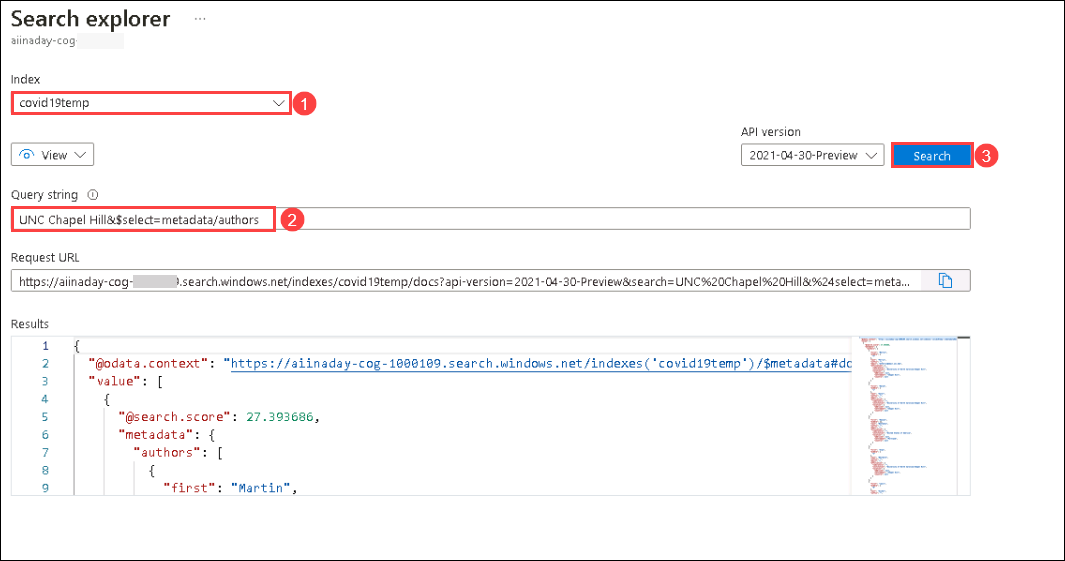 Search explorer ...
aiinaday-cog-
Index
covid19temp
1
API version
View
2021-04-30-Preview
Search
3
Query string
UNC Chapel Hill&$select=metadata/authors
2
Request URL
https://aiinaday-cog- .search.windows.net/indexes/covid19temp/docs?api-version=2021-04-30-Preview&search=UNC%20Chapel%20Hill&%24select=meta...
Results
1 {
2 "@odata.context": "https://aiinaday-cog-1000109.search.windows.net/indexes('covid19temp')/$metadata#do
3 "value": [
4 {
5 "@search.score": 27.393686,
6 "metadata": {
7 "authors": [
8 {
9 "first": "Martin",